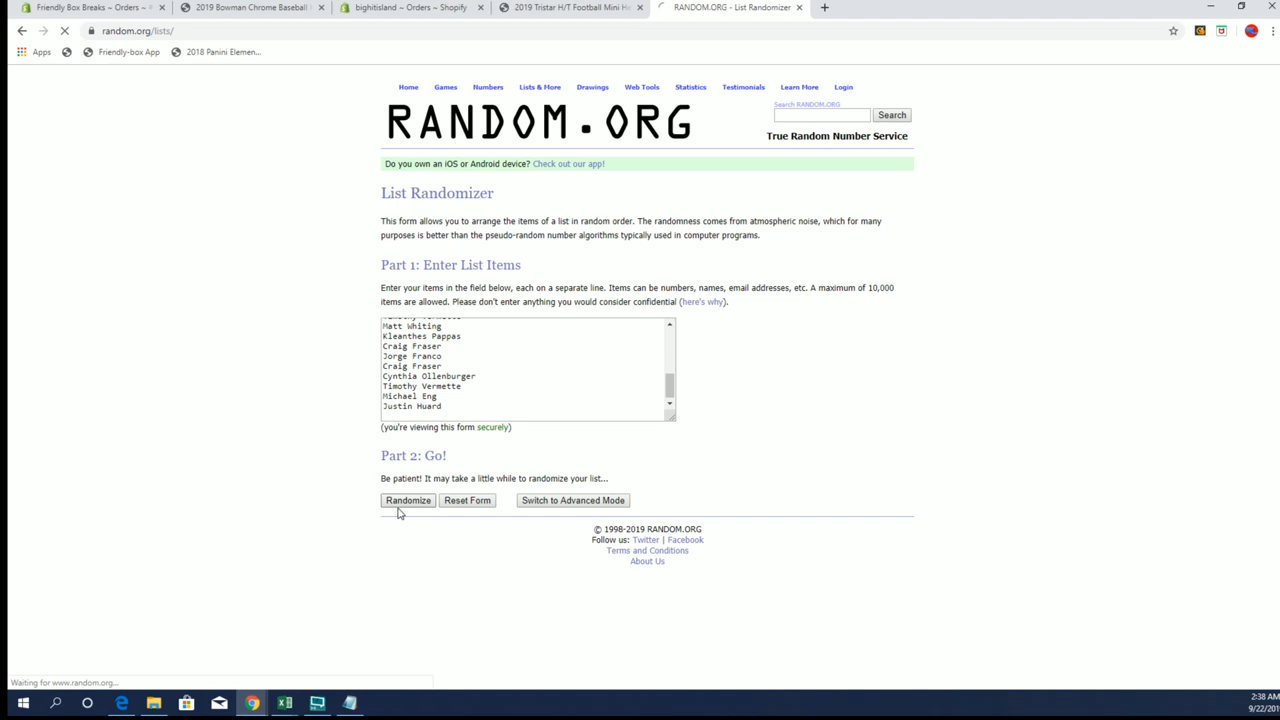 Friendly Box Breaks ~ Orders ~
2019 Bowman Chrome Baseball
bighitisland ~ Orders ~ Shopify
2019 Tristar H/T Football Mini He
RANDOM.ORG - List Randomizer
random.org/lists/
Apps
Friendly-box App
2018 Panini Elemen...
Home
Games
Numbers
Lists & More
Drawings
Web Tools
Statistics
Testimonials
Learn More
Login
RANDOM.ORG
Search RANDOM.ORG
Search
True Random Number Service
Do you own an iOS or Android device? Check out our app!
List Randomizer
This form allows you to arrange the items of a list in random order. The randomness comes from atmospheric noise, which for many
purposes is better than the pseudo-random number algorithms typically used in computer programs.
Part 1: Enter List Items
Enter your items in the field below, each on a separate line. Items can be numbers, names, email addresses, etc. A maximum of 10,000
items are allowed. Please don't enter anything you would consider confidential (here's why).
Matt Whiting
Kleanthes Pappas
Craig Fraser
Jorge Franco
Craig Fraser
Cynthia Ollenburger
Timothy Vermette
Michael Eng
Justin Huard
(you're viewing this form securely)
Part 2: Go!
Be patient! It may take a little while to randomize your list...
Randomize
Reset Form
Switch to Advanced Mode
© 1998-2019 RANDOM.ORG
Follow us: Twitter | Facebook
Terms and Conditions
About Us
Waiting for www.random.org...
2:38 AM
9/22/201